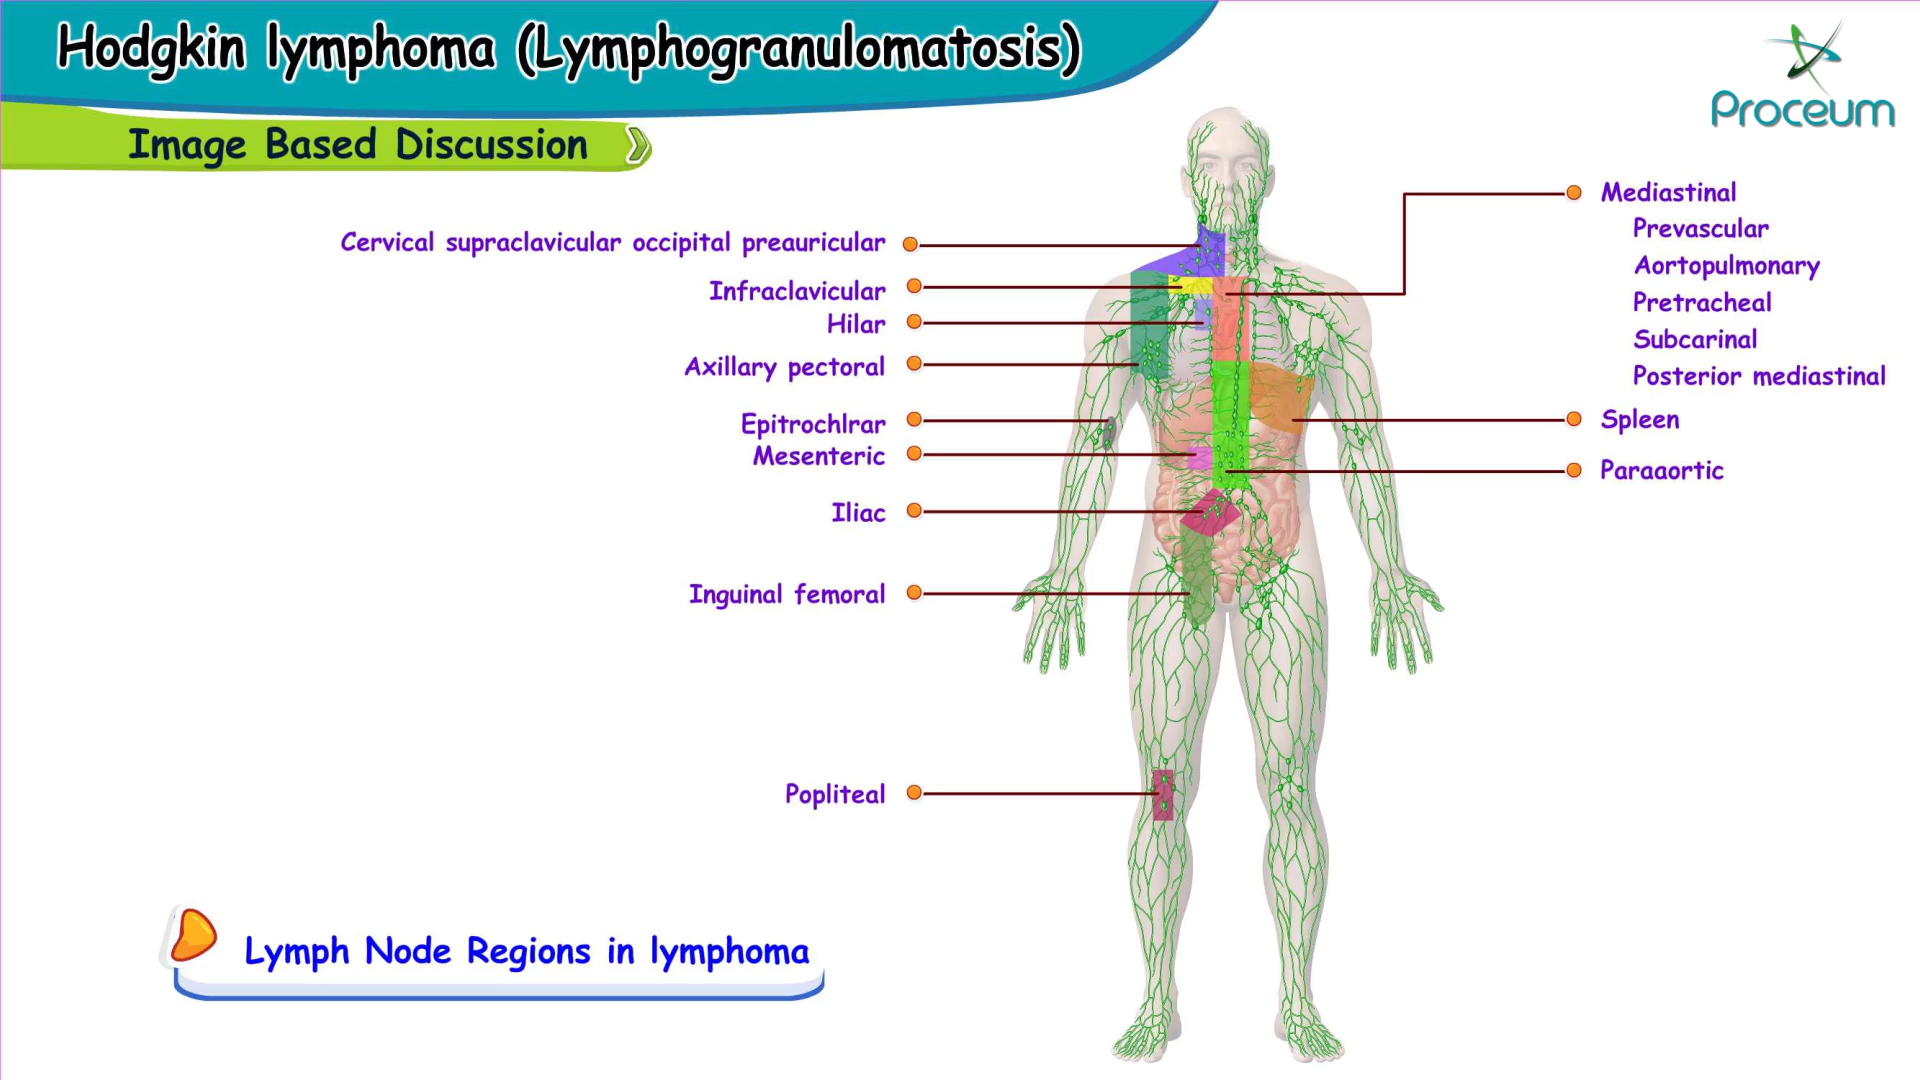 Hodgkin lymphoma (Lymphogranulomatosis)
Proceum
Image Based Discussion
Cervical supraclavicular occipital preauricular
Infraclavicular
Hilar
Axillary pectoral
Epitrochlrar
Mesenteric
Iliac
Inguinal femoral
Popliteal
Mediastinal
Prevascular
Aortopulmonary
Pretracheal
Subcarinal
Posterior mediastinal
Spleen
Paraaortic
Lymph Node Regions in lymphoma